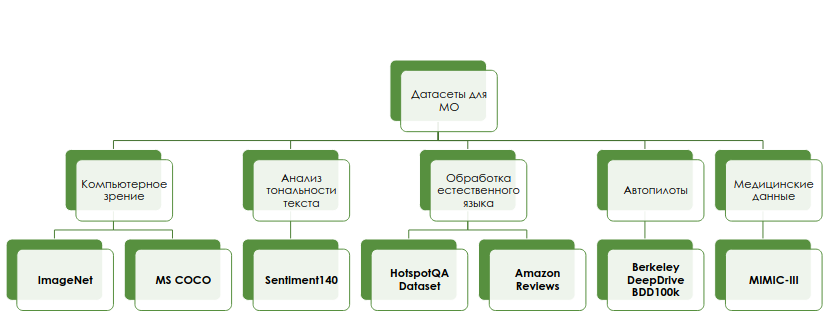 Датасеты для
МО
Компьютерное
зрение
Анализ
тональности
текста
Обработка
естественного
языка
Автопилоты
Медицинские
данные
ImageNet
MS COCO
Sentiment140
HotspotQA
Dataset
Amazon
Reviews
Berkeley
DeepDrive
BDD100k
MIMIC-III